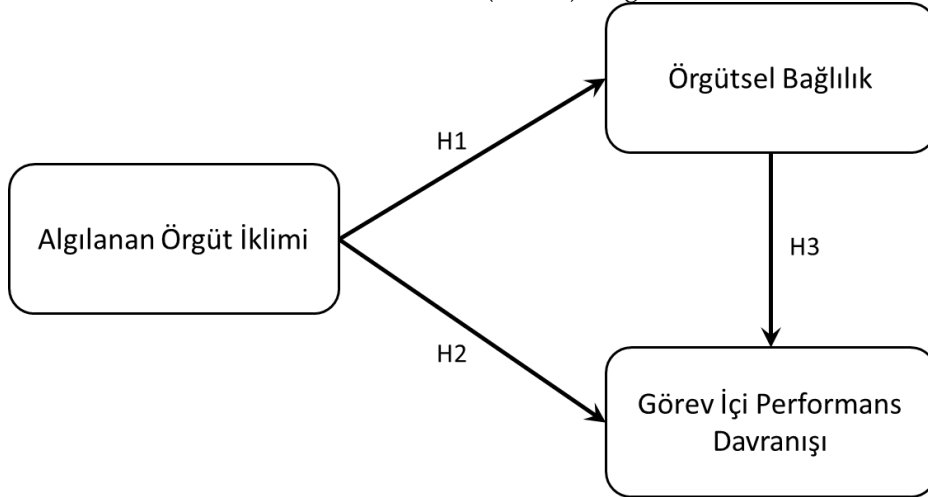 Örgütsel Bağlılık
H1
Algılanan Örgüt İklimi
H3
H2
Görev İçi Performans
Davranışı